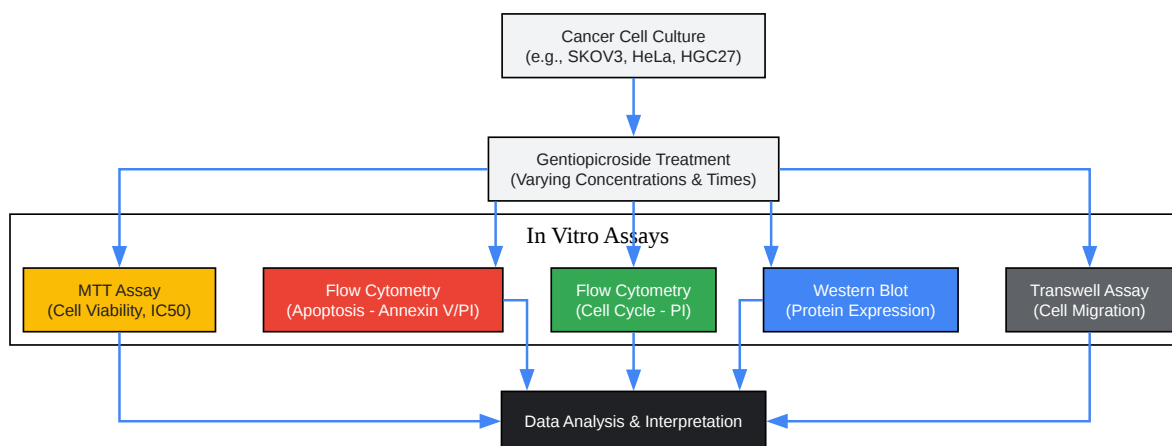 Cancer Cell Culture
(e.g., SKOV3, HeLa, HGC27)
Gentiopicroside Treatment
(Varying Concentrations & Times)
In Vitro Assays
MTT Assay
(Cell Viability, IC50)
Flow Cytometry
(Apoptosis - Annexin V/PI)
Flow Cytometry
(Cell Cycle - PI)
Western Blot
(Protein Expression)
Transwell Assay
(Cell Migration)
Data Analysis & Interpretation